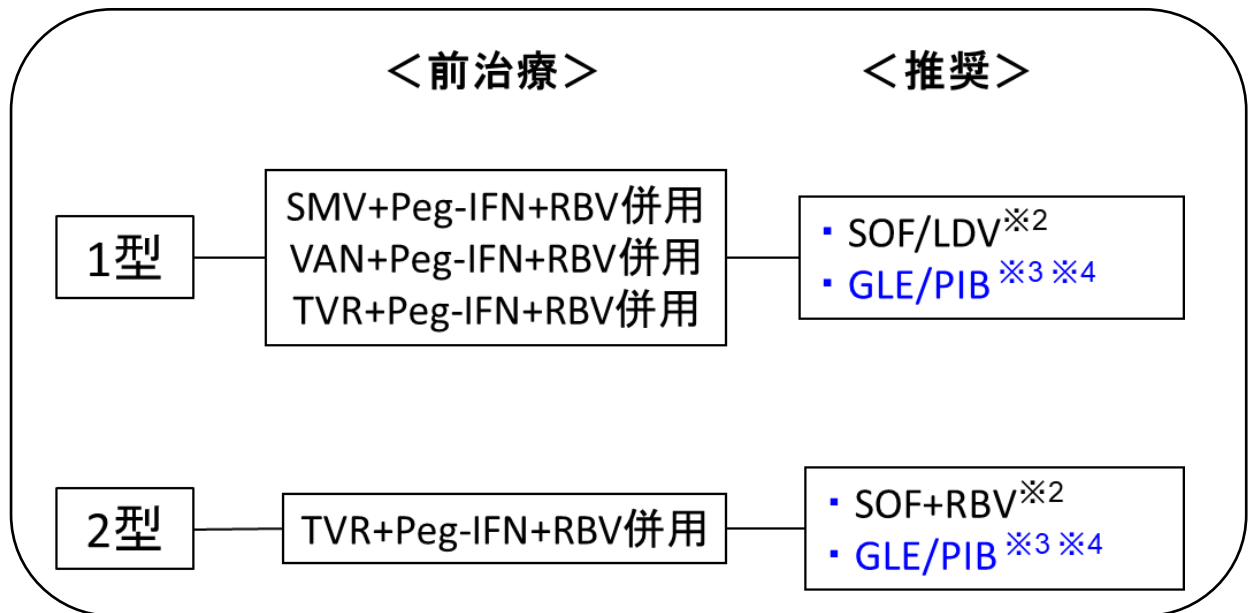 <前治療>
<推奨>
1型
SMV+Peg-IFN+RBV併用
VAN+Peg-IFN+RBV併用
TVR+Peg-IFN+RBV併用
・SOF/LDV※2
・GLE/PIB ※3 ※4
2型
TVR+Peg-IFN+RBV併用
・SOF+RBV※2
・GLE/PIB ※3 ※4